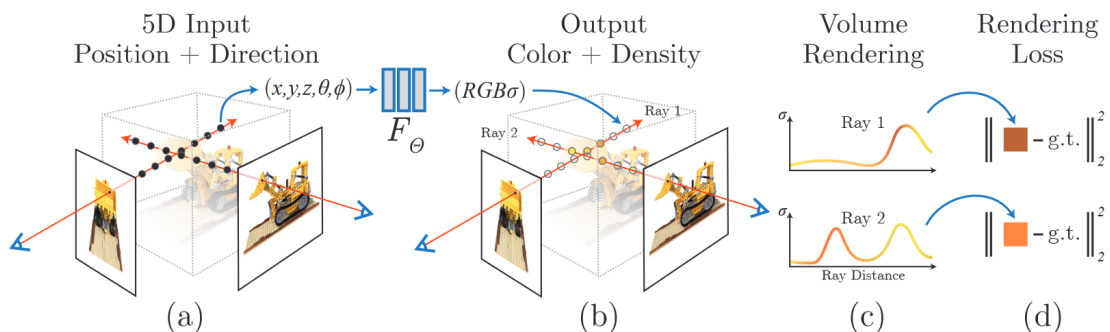 5D Input
Position + Direction
Output
Color + Density
Volume
Rendering
Rendering
Loss
(x,y,z,θ,ϕ)
F_Θ
(RGBσ)
Ray 1
Ray 2
σ
Ray 1
σ
Ray 2
Ray Distance
‖ − g.t. ‖₂²
‖ − g.t. ‖₂²
(a)
(b)
(c)
(d)